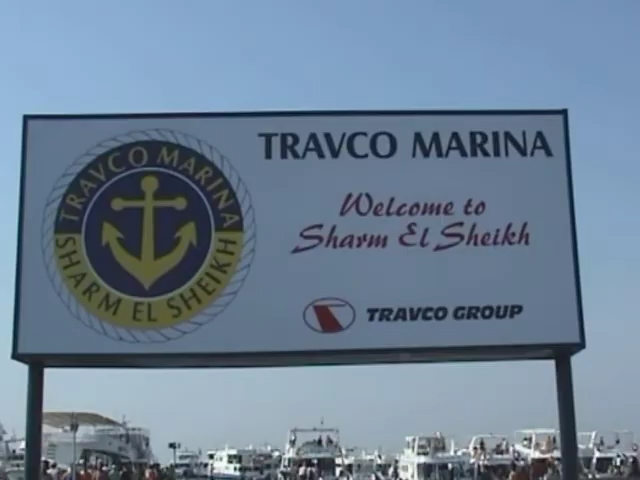 TRAVCO MARINA
SHARM EL SHEIKH
TRAVCO MARINA
Welcome to
Sharm El Sheikh
TRAVCO GROUP